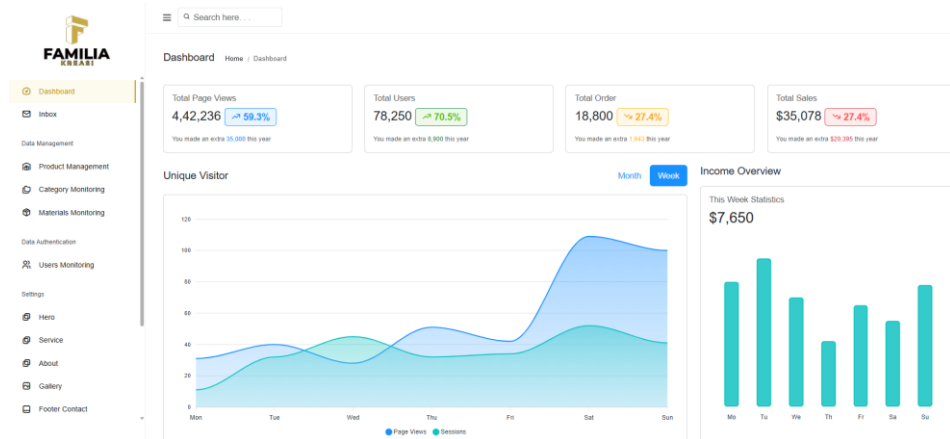 FAMILIA
KREASI
Dashboard
Inbox
Data Management
Product Management
Category Monitoring
Materials Monitoring
Data Authentication
Users Monitoring
Settings
Hero
Service
About
Gallery
Footer Contact
Search here. . .
Dashboard Home / Dashboard
Total Page Views
4,42,236 59.3%
You made an extra 35,000 this year
Total Users
78,250 70.5%
You made an extra 8,900 this year
Total Order
18,800 27.4%
You made an extra 1,943 this year
Total Sales
$35,078 27.4%
You made an extra $20,395 this year
Unique Visitor
Month Week
120
100
80
60
40
20
0
Mon Tue Wed Thu Fri Sat Sun
Page Views Sessions
Income Overview
This Week Statistics
$7,650
Mo Tu We Th Fr Sa Su